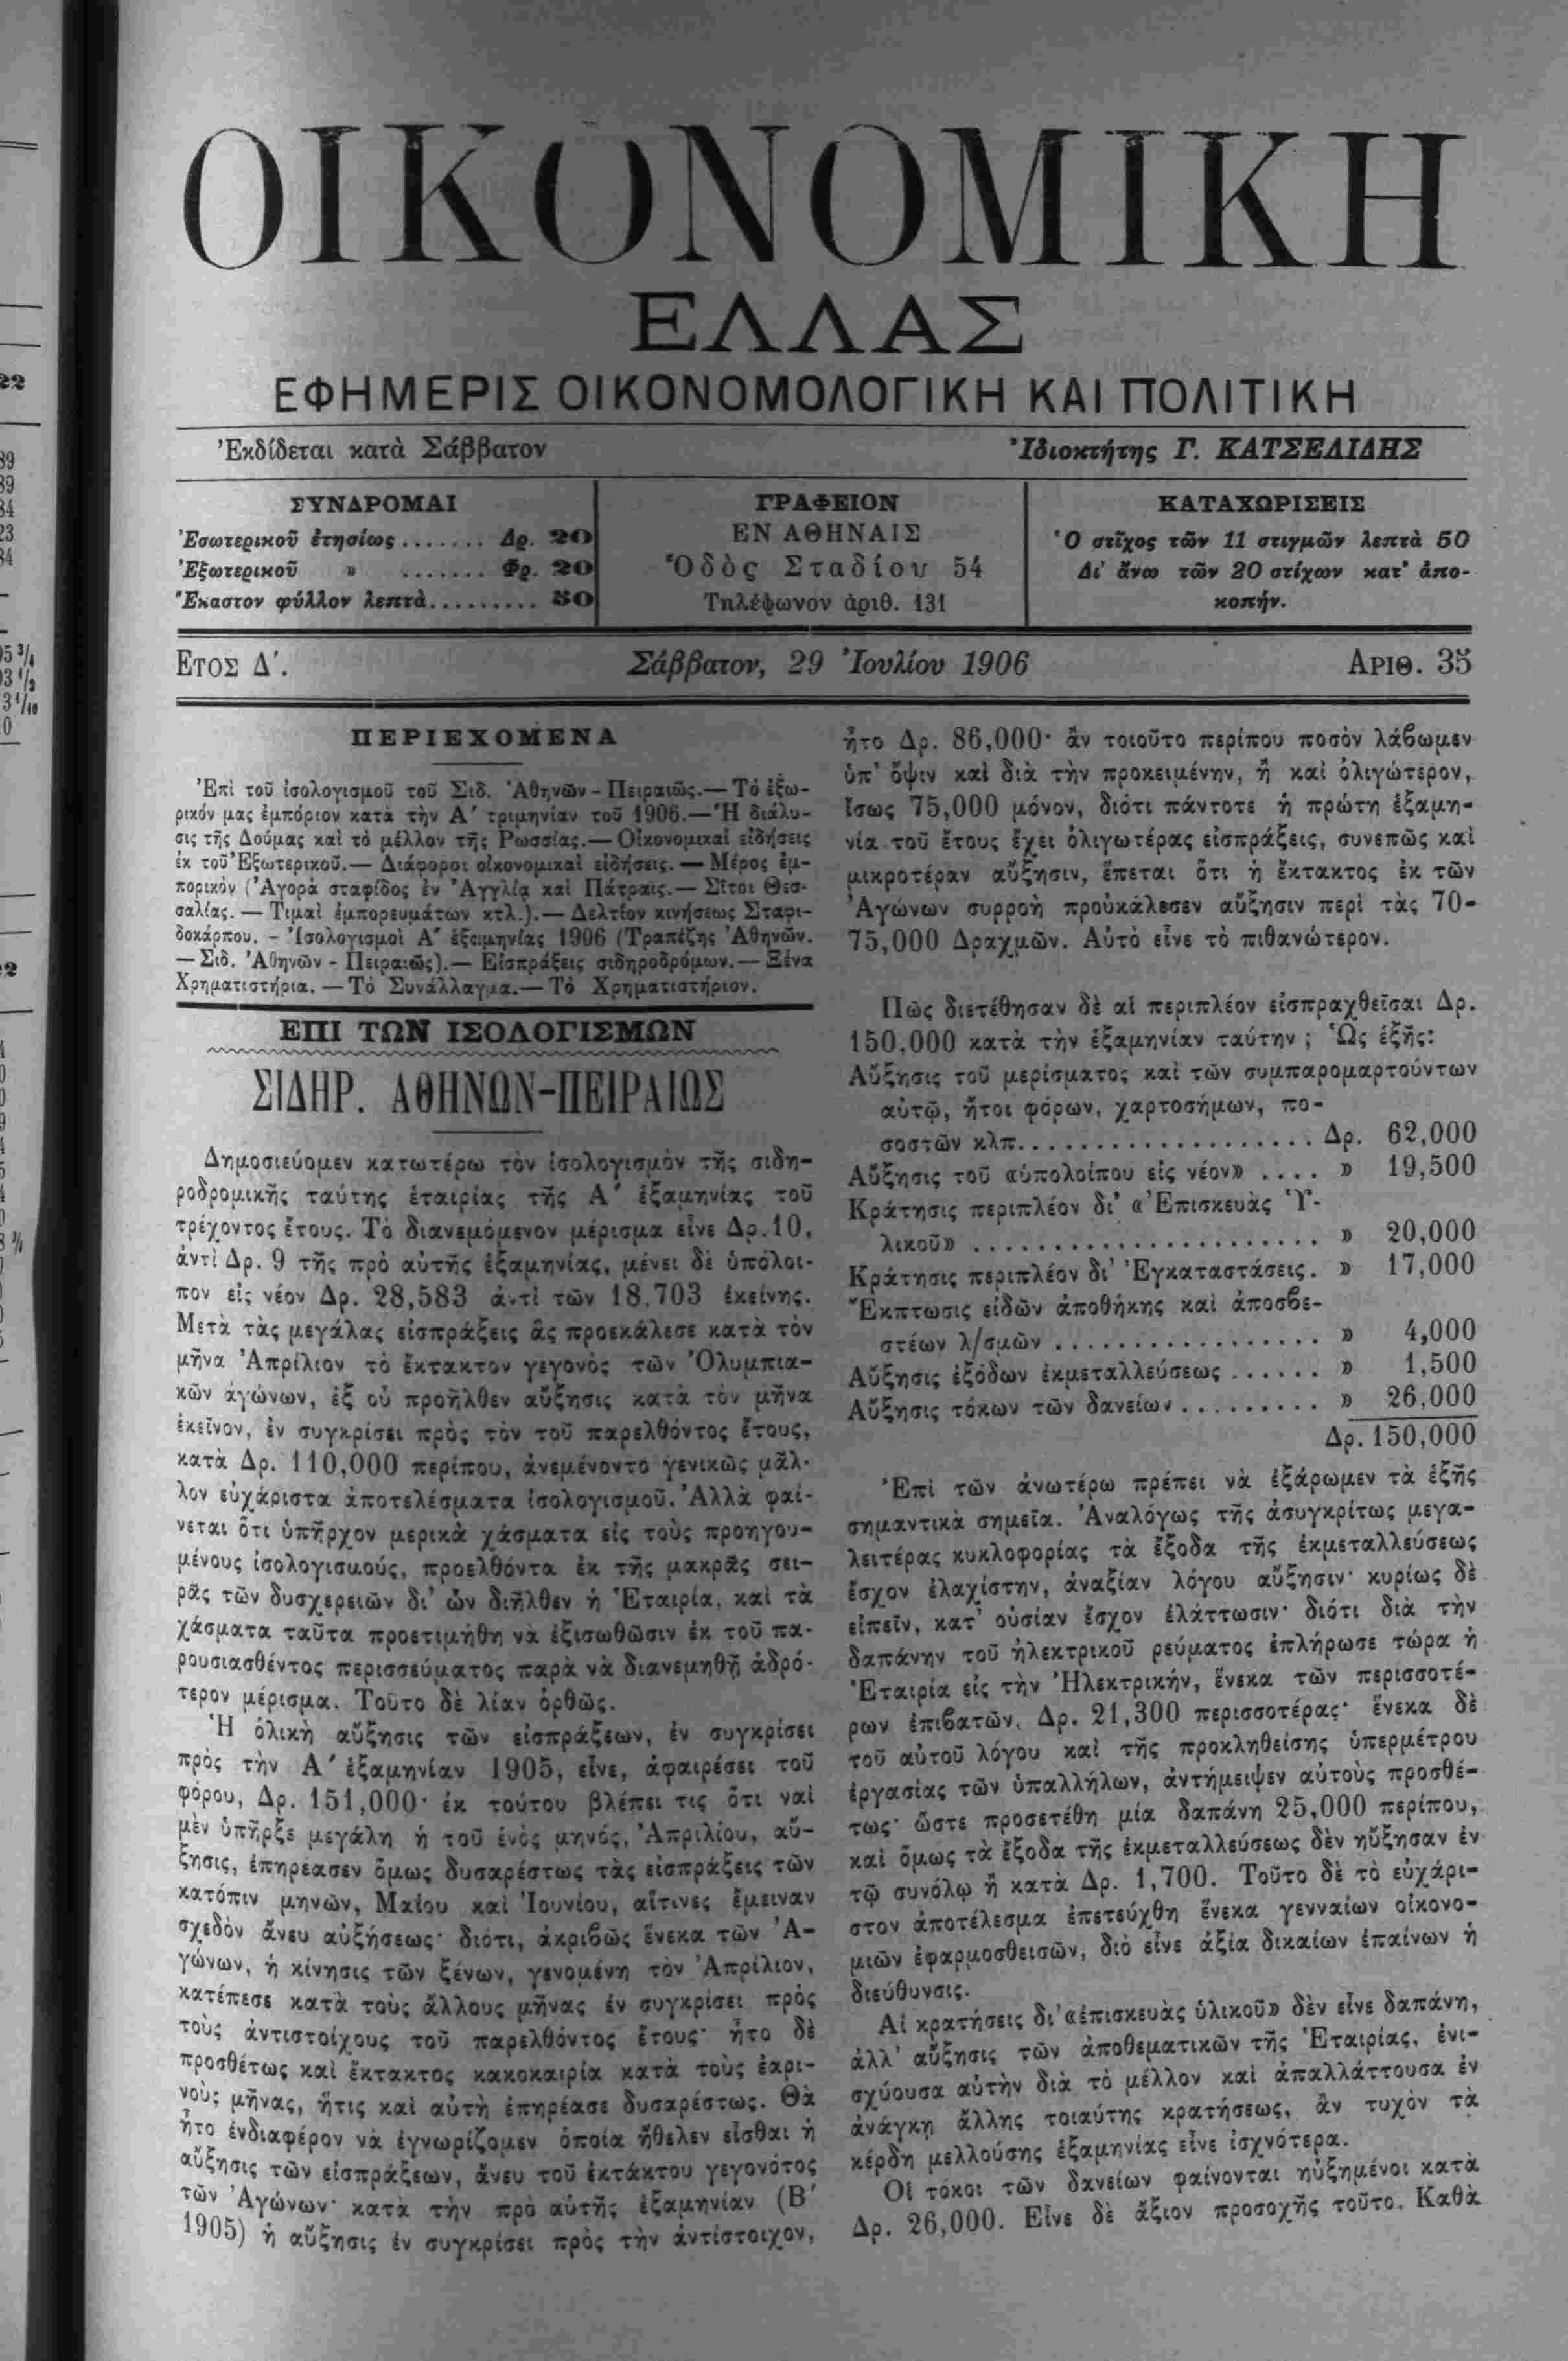 ΟΙΚΟΝΟΜΙΚΗ
ΕΛΛΑΣ
ΕΦΗΜΕΡΙΣ ΟΙΚΟΝΟΜΟΛΟΓΙΚΗ ΚΑΙ ΠΟΛΙΤΙΚΗ
Ἐκδίδεται κατὰ Σάββατον
Ἰδιοκτήτης Γ. ΚΑΤΣΕΛΙΔΗΣ
ΣΥΝΔΡΟΜΑΙ
Ἐσωτερικοῦ ἐτησίως ....... Δρ. 20
Ἐξωτερικοῦ » ....... Φρ. 20
Ἕκαστον φύλλον λεπτὰ.......... 50
ΓΡΑΦΕΙΟΝ
ΕΝ ΑΘΗΝΑΙΣ
Ὁδὸς Σταδίου 54
Τηλέφωνον ἀριθ. 131
ΚΑΤΑΧΩΡΙΣΕΙΣ
Ὁ στῖχος τῶν 11 στιγμῶν λεπτὰ 50
Δι' ἄνω τῶν 20 στίχων κατ' ἀπο-
κοπήν.
ΕΤΟΣ Δ'.
Σάββατον, 29 Ἰουλίου 1906
ΑΡΙΘ. 35
ΠΕΡΙΕΧΟΜΕΝΑ
Ἐπὶ τοῦ ἰσολογισμοῦ τοῦ Σιδ. Ἀθηνῶν - Πειραιῶς.— Τὸ ἐξω-
ρικόν μας ἐμπόριον κατὰ τὴν Α' τριμηνίαν τοῦ 1906.— Ἡ διάλυ-
σις τῆς Δούμας καὶ τὸ μέλλον τῆς Ρωσσίας.— Οἰκονομικαὶ εἰδήσεις
ἐκ τοῦ Ἐξωτερικοῦ.— Διάφοροι οἰκονομικαὶ εἰδήσεις. — Μέρος ἐμ-
πορικὸν (Ἀγορὰ σταφίδος ἐν Ἀγγλίᾳ καὶ Πάτραις.— Σῖτοι Θεσ-
σαλίας. — Τιμαὶ ἐμπορευμάτων κτλ.).— Δελτίον κινήσεως Σταφι-
δοκάρπου. - Ἰσολογισμοὶ Α' ἑξαμηνίας 1906 (Τραπέζης Ἀθηνῶν.
— Σιδ. Ἀθηνῶν - Πειραιῶς).— Εἰσπράξεις σιδηροδρόμων.— Ξένα
Χρηματιστήρια. — Τὸ Συνάλλαγμα.— Τὸ Χρηματιστήριον.
ΕΠΙ ΤΩΝ ΙΣΟΛΟΓΙΣΜΩΝ
ΣΙΔΗΡ. ΑΘΗΝΩΝ-ΠΕΙΡΑΙΩΣ
Δημοσιεύομεν κατωτέρω τὸν ἰσολογισμὸν τῆς σιδη-
ροδρομικῆς ταύτης ἑταιρίας τῆς Α' ἑξαμηνίας τοῦ
τρέχοντος ἔτους. Τὸ διανεμόμενον μέρισμα εἶνε Δρ. 10,
ἀντὶ Δρ. 9 τῆς πρὸ αὐτῆς ἑξαμηνίας, μένει δὲ ὑπόλοι-
πον εἰς νέον Δρ. 28,583 ἀντὶ τῶν 18.703 ἐκείνης.
Μετὰ τὰς μεγάλας εἰσπράξεις ἃς προεκάλεσε κατὰ τὸν
μῆνα Ἀπρίλιον τὸ ἔκτακτον γεγονὸς τῶν Ὀλυμπια-
κῶν ἀγώνων, ἐξ οὗ προῆλθεν αὔξησις κατὰ τὸν μῆνα
ἐκεῖνον, ἐν συγκρίσει πρὸς τὸν τοῦ παρελθόντος ἔτους,
κατὰ Δρ. 110,000 περίπου, ἀνεμένοντο γενικῶς μᾶλ-
λον εὐχάριστα ἀποτελέσματα ἰσολογισμοῦ. Ἀλλὰ φαί-
νεται ὅτι ὑπῆρχον μερικὰ χάσματα εἰς τοὺς προηγου-
μένους ἰσολογισμούς, προελθόντα ἐκ τῆς μακρᾶς σει-
ρᾶς τῶν δυσχερειῶν δι' ὧν διῆλθεν ἡ Ἑταιρία, καὶ τὰ
χάσματα ταῦτα προετιμήθη νὰ ἐξισωθῶσιν ἐκ τοῦ πα-
ρουσιασθέντος περισσεύματος παρὰ νὰ διανεμηθῇ ἁδρό-
τερον μέρισμα. Τοῦτο δὲ λίαν ὀρθῶς.
Ἡ ὁλικὴ αὔξησις τῶν εἰσπράξεων, ἐν συγκρίσει
πρὸς τὴν Α' ἑξαμηνίαν 1905, εἶνε, ἀφαιρέσει τοῦ
φόρου, Δρ. 151,000· ἐκ τούτου βλέπει τις ὅτι ναὶ
μὲν ὑπῆρξε μεγάλη ἡ τοῦ ἑνὸς μηνός, Ἀπριλίου, αὔ-
ξησις, ἐπηρέασεν ὅμως δυσαρέστως τὰς εἰσπράξεις τῶν
κατόπιν μηνῶν, Μαΐου καὶ Ἰουνίου, αἵτινες ἔμειναν
σχεδὸν ἄνευ αὐξήσεως· διότι, ἀκριβῶς ἕνεκα τῶν Ἀ-
γώνων, ἡ κίνησις τῶν ξένων, γενομένη τὸν Ἀπρίλιον,
κατέπεσε κατὰ τοὺς ἄλλους μῆνας ἐν συγκρίσει πρὸς
τοὺς ἀντιστοίχους τοῦ παρελθόντος ἔτους· ἦτο δὲ
προσθέτως καὶ ἔκτακτος κακοκαιρία κατὰ τοὺς ἐαρι-
νοὺς μῆνας, ἥτις καὶ αὐτὴ ἐπηρέασε δυσαρέστως. Θὰ
ἦτο ἐνδιαφέρον νὰ ἐγνωρίζομεν ὁποία ἤθελεν εἶσθαι ἡ
αὔξησις τῶν εἰσπράξεων, ἄνευ τοῦ ἐκτάκτου γεγονότος
τῶν Ἀγώνων· κατὰ τὴν πρὸ αὐτῆς ἑξαμηνίαν (Β'
1905) ἡ αὔξησις ἐν συγκρίσει πρὸς τὴν ἀντίστοιχον,
ἦτο Δρ. 86,000· ἂν τοιοῦτο περίπου ποσὸν λάβωμεν
ὑπ' ὄψιν καὶ διὰ τὴν προκειμένην, ἢ καὶ ὀλιγώτερον,
ἴσως 75,000 μόνον, διότι πάντοτε ἡ πρώτη ἑξαμη-
νία τοῦ ἔτους ἔχει ὀλιγωτέρας εἰσπράξεις, συνεπῶς καὶ
μικροτέραν αὔξησιν, ἕπεται ὅτι ἡ ἔκτακτος ἐκ τῶν
Ἀγώνων συρροὴ προὐκάλεσεν αὔξησιν περὶ τὰς 70-
75,000 Δραχμῶν. Αὐτὸ εἶνε τὸ πιθανώτερον.
Πῶς διετέθησαν δὲ αἱ περιπλέον εἰσπραχθεῖσαι Δρ.
150,000 κατὰ τὴν ἑξαμηνίαν ταύτην ; Ὡς ἑξῆς:
Αὔξησις τοῦ μερίσματος καὶ τῶν συμπαρομαρτούντων
αὐτῷ, ἤτοι φόρων, χαρτοσήμων, πο-
σοστῶν κλπ................... Δρ. 62,000
Αὔξησις τοῦ «ὑπολοίπου εἰς νέον» .... » 19,500
Κράτησις περιπλέον δι' «Ἐπισκευὰς Ὑ-
λικοῦ» ...................... » 20,000
Κράτησις περιπλέον δι' Ἐγκαταστάσεις. » 17,000
Ἔκπτωσις εἰδῶν ἀποθήκης καὶ ἀποσβε-
στέων λ/σμῶν ................. » 4,000
Αὔξησις ἐξόδων ἐκμεταλλεύσεως ...... » 1,500
Αὔξησις τόκων τῶν δανείων ......... » 26,000
Δρ. 150,000
Ἐπὶ τῶν ἀνωτέρω πρέπει νὰ ἐξάρωμεν τὰ ἑξῆς
σημαντικὰ σημεῖα. Ἀναλόγως τῆς ἀσυγκρίτως μεγα-
λειτέρας κυκλοφορίας τὰ ἔξοδα τῆς ἐκμεταλλεύσεως
ἔσχον ἐλαχίστην, ἀναξίαν λόγου αὔξησιν· κυρίως δὲ
εἰπεῖν, κατ' οὐσίαν ἔσχον ἐλάττωσιν· διότι διὰ τὴν
δαπάνην τοῦ ἠλεκτρικοῦ ρεύματος ἐπλήρωσε τώρα ἡ
Ἑταιρία εἰς τὴν Ἠλεκτρικήν, ἕνεκα τῶν περισσοτέ-
ρων ἐπιβατῶν, Δρ. 21,300 περισσοτέρας· ἕνεκα δὲ
τοῦ αὐτοῦ λόγου καὶ τῆς προκληθείσης ὑπερμέτρου
ἐργασίας τῶν ὑπαλλήλων, ἀντήμειψεν αὐτοὺς προσθέ-
τως· ὥστε προσετέθη μία δαπάνη 25,000 περίπου,
καὶ ὅμως τὰ ἔξοδα τῆς ἐκμεταλλεύσεως δὲν ηὔξησαν ἐν
τῷ συνόλῳ ἢ κατὰ Δρ. 1,700. Τοῦτο δὲ τὸ εὐχάρι-
στον ἀποτέλεσμα ἐπετεύχθη ἕνεκα γενναίων οἰκονο-
μιῶν ἐφαρμοσθεισῶν, διὸ εἶνε ἀξία δικαίων ἐπαίνων ἡ
διεύθυνσις.
Αἱ κρατήσεις δι' «ἐπισκευὰς ὑλικοῦ» δὲν εἶνε δαπάνη,
ἀλλ' αὔξησις τῶν ἀποθεματικῶν τῆς Ἑταιρίας, ἐνι-
σχύουσα αὐτὴν διὰ τὸ μέλλον καὶ ἀπαλλάττουσα ἐν
ἀνάγκῃ ἄλλης τοιαύτης κρατήσεως, ἂν τυχὸν τὰ
κέρδη μελλούσης ἑξαμηνίας εἶνε ἰσχνότερα.
Οἱ τόκοι τῶν δανείων φαίνονται ηὐξημένοι κατὰ
Δρ. 26,000. Εἶνε δὲ ἄξιον προσοχῆς τοῦτο. Καθὰ